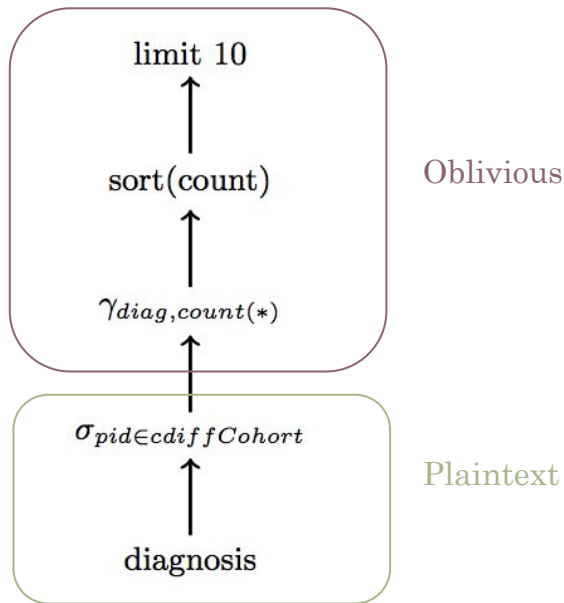 limit 10
sort(count)
Oblivious
γdiag,count(∗)
σpid∈cdiffCohort
Plaintext
diagnosis